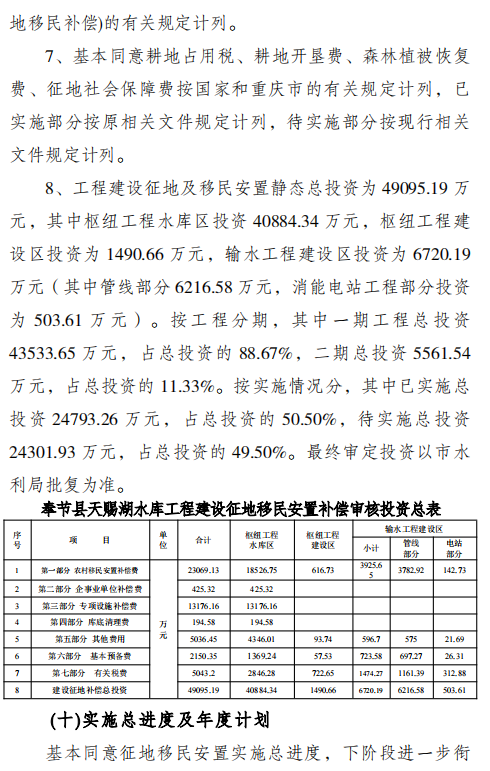 地移民补偿)的有关规定计列。
7、基本同意耕地占用税、耕地开垦费、森林植被恢复
费、征地社会保障费按国家和重庆市的有关规定计列，已
实施部分按原相关文件规定计列，待实施部分按现行相关
文件规定计列。
8、工程建设征地及移民安置静态总投资为 49095.19 万
元，其中枢纽工程水库区投资 40884.34 万元，枢纽工程建
设区投资为 1490.66 万元，输水工程建设区投资为 6720.19
万元（其中管线部分 6216.58 万元，消能电站工程部分投资
为 503.61 万元）。按工程分期，其中一期工程总投资
43533.65 万元，占总投资的 88.67%，二期总投资 5561.54
万元，占总投资的 11.33%。按实施情况分，其中已实施总
投资 24793.26 万元，占总投资的 50.50%，待实施总投资
24301.93 万元，占总投资的 49.50%。最终审定投资以市水
利局批复为准。
奉节县天赐湖水库工程建设征地移民安置补偿审核投资总表
序号 项 目 单位 合计 枢纽工程水库区 枢纽工程建设区 输水工程建设区
小计 管线部分 电站部分
1 第一部分 农村移民安置补偿费 万元 23069.13 18526.75 616.73 3925.65 3782.92 142.73
2 第二部分 企事业单位补偿费 425.32 425.32
3 第三部分 专项设施补偿费 13176.16 13176.16
4 第四部分 库底清理费 194.58 194.58
5 第五部分 其他费用 5036.45 4346.01 93.74 596.7 575 21.69
6 第六部分 基本预备费 2150.35 1369.24 57.53 723.58 697.27 26.31
7 第七部分 有关税费 5043.2 2846.28 722.65 1474.27 1161.39 312.88
8 建设征地补偿总投资 49095.19 40884.34 1490.66 6720.19 6216.58 503.61
(十)实施总进度及年度计划
基本同意征地移民安置实施总进度，下阶段进一步衔